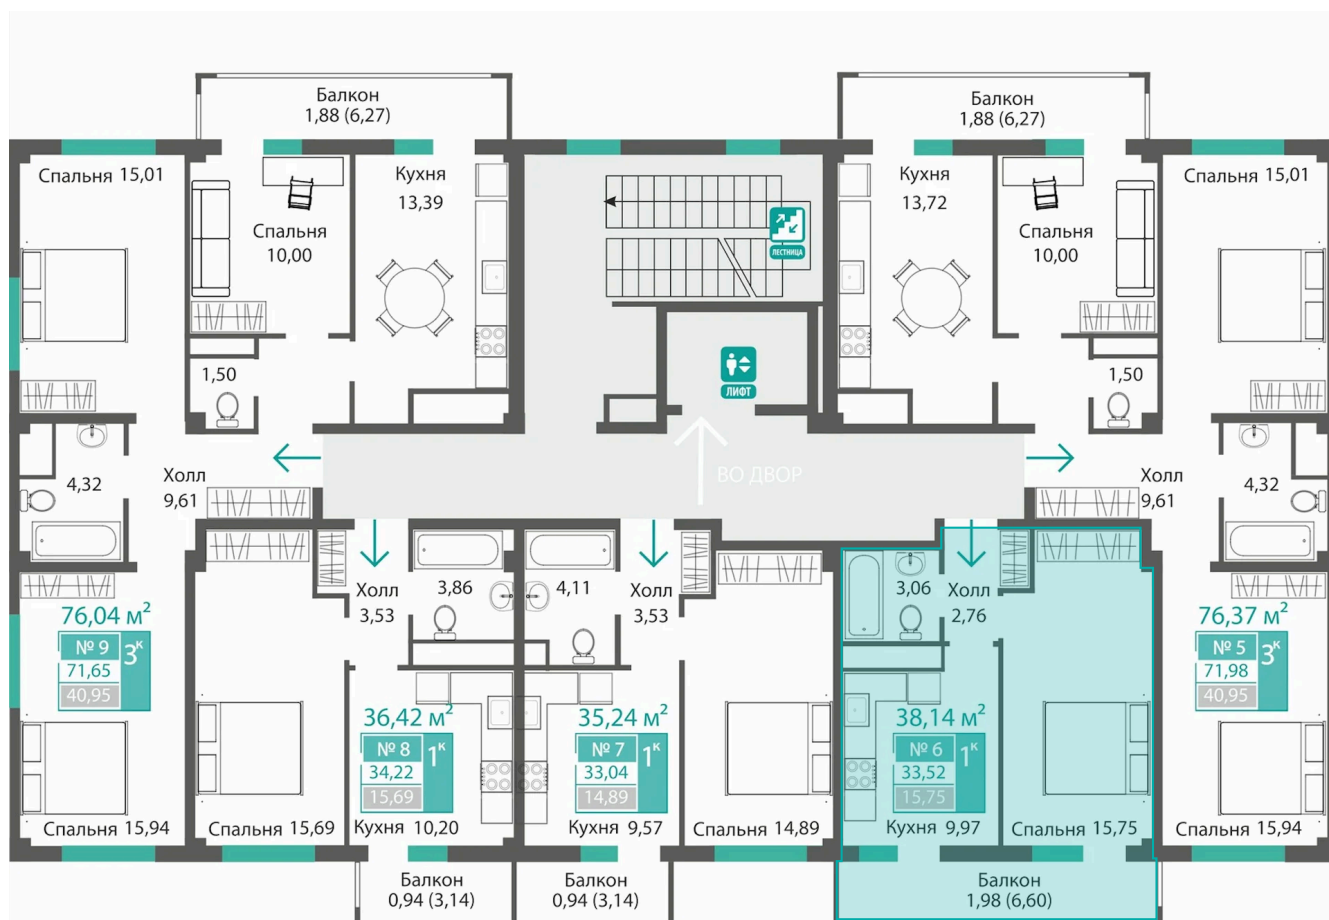 Балкон
1,88 (6,27)
Балкон
1,88 (6,27)
Спальня 15,01
Кухня
13,39
Спальня
10,00
ЛЕСТНИЦА
Кухня
13,72
Спальня
10,00
Спальня 15,01
1,50
ЛИФТ
1,50
4,32
Холл
9,61
ВО ДВОР
Холл
9,61
4,32
Холл
3,53
3,86
4,11
Холл
3,53
3,06
Холл
2,76
76,04 м²
№ 9
3к
71,65
40,95
76,37 м²
№ 5
3к
71,98
40,95
36,42 м²
№ 8
1к
34,22
15,69
35,24 м²
№ 7
1к
33,04
14,89
38,14 м²
№ 6
1к
33,52
15,75
Спальня 15,94
Спальня 15,69
Кухня 10,20
Кухня 9,57
Спальня 14,89
Кухня 9,97
Спальня 15,75
Спальня 15,94
Балкон
0,94 (3,14)
Балкон
0,94 (3,14)
Балкон
1,98 (6,60)